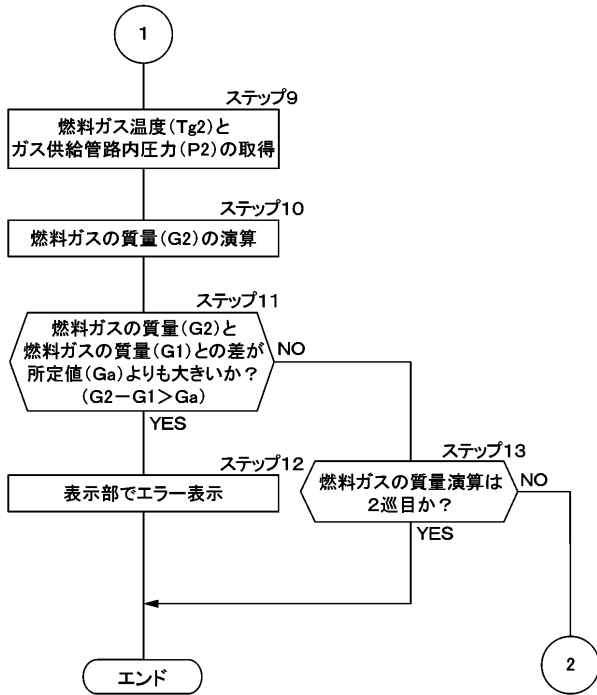 1
ステップ9
燃料ガス温度(Tg2)と
ガス供給管路内圧力(P2)の取得
ステップ10
燃料ガスの質量(G2)の演算
ステップ11
燃料ガスの質量(G2)と
燃料ガスの質量(G1)との差が
所定値(Ga)よりも大きいか?
(G2-G1>Ga)
NO
YES
ステップ12
表示部でエラー表示
ステップ13
燃料ガスの質量演算は
2巡目か?
NO
YES
エンド
2